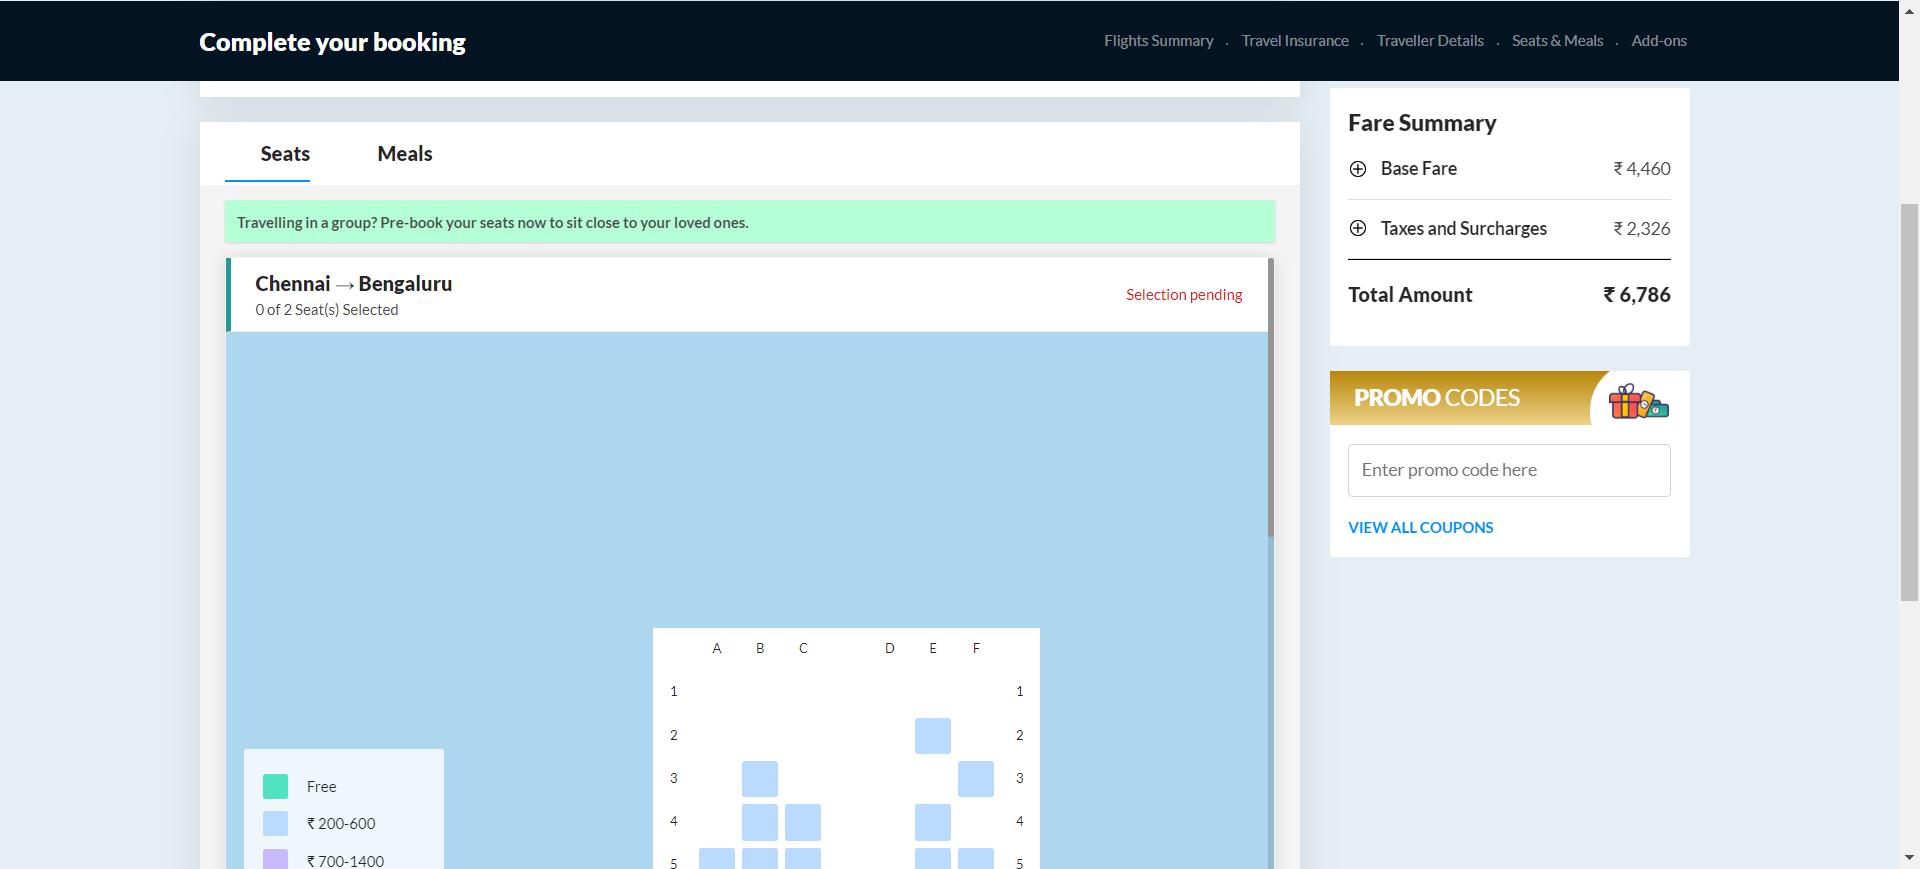 Complete your booking
Flights Summary . Travel Insurance . Traveller Details . Seats & Meals . Add-ons
Seats Meals
Travelling in a group? Pre-book your seats now to sit close to your loved ones.
Chennai → Bengaluru
0 of 2 Seat(s) Selected
Selection pending
A B C D E F
1 1
2 2
3 3
4 4
5 5
Free
₹ 200-600
₹ 700-1400
Fare Summary
Base Fare ₹ 4,460
Taxes and Surcharges ₹ 2,326
Total Amount ₹ 6,786
PROMO CODES
Enter promo code here
VIEW ALL COUPONS